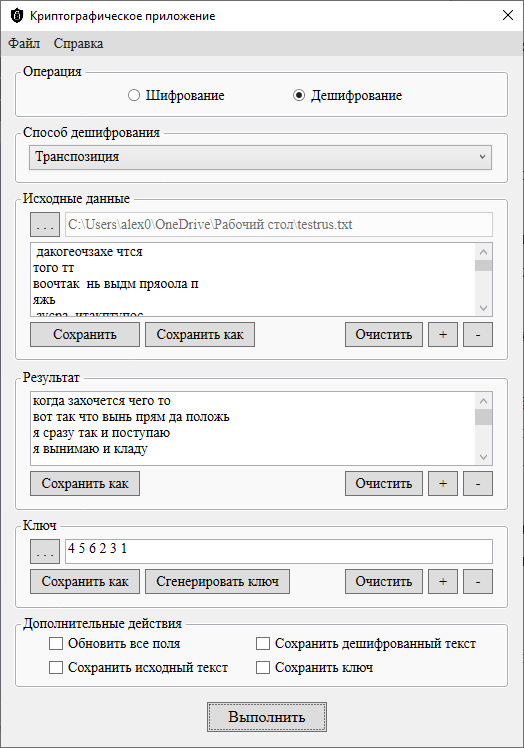 Криптографическое приложение
Файл Справка
Операция
Шифрование Дешифрование
Способ дешифрования
Транспозиция
Исходные данные
. . . C:\Users\alex0\OneDrive\Рабочий стол\testrus.txt
дакогеочзахе чтся
того тт
воочтак нь выдм пряоола п
яжь
Сохранить Сохранить как Очистить + -
Результат
когда захочется чего то
вот так что вынь прям да положь
я сразу так и поступаю
я вынимаю и кладу
Сохранить как Очистить + -
Ключ
. . . 4 5 6 2 3 1
Сохранить как Сгенерировать ключ Очистить + -
Дополнительные действия
Обновить все поля Сохранить дешифрованный текст
Сохранить исходный текст Сохранить ключ
Выполнить